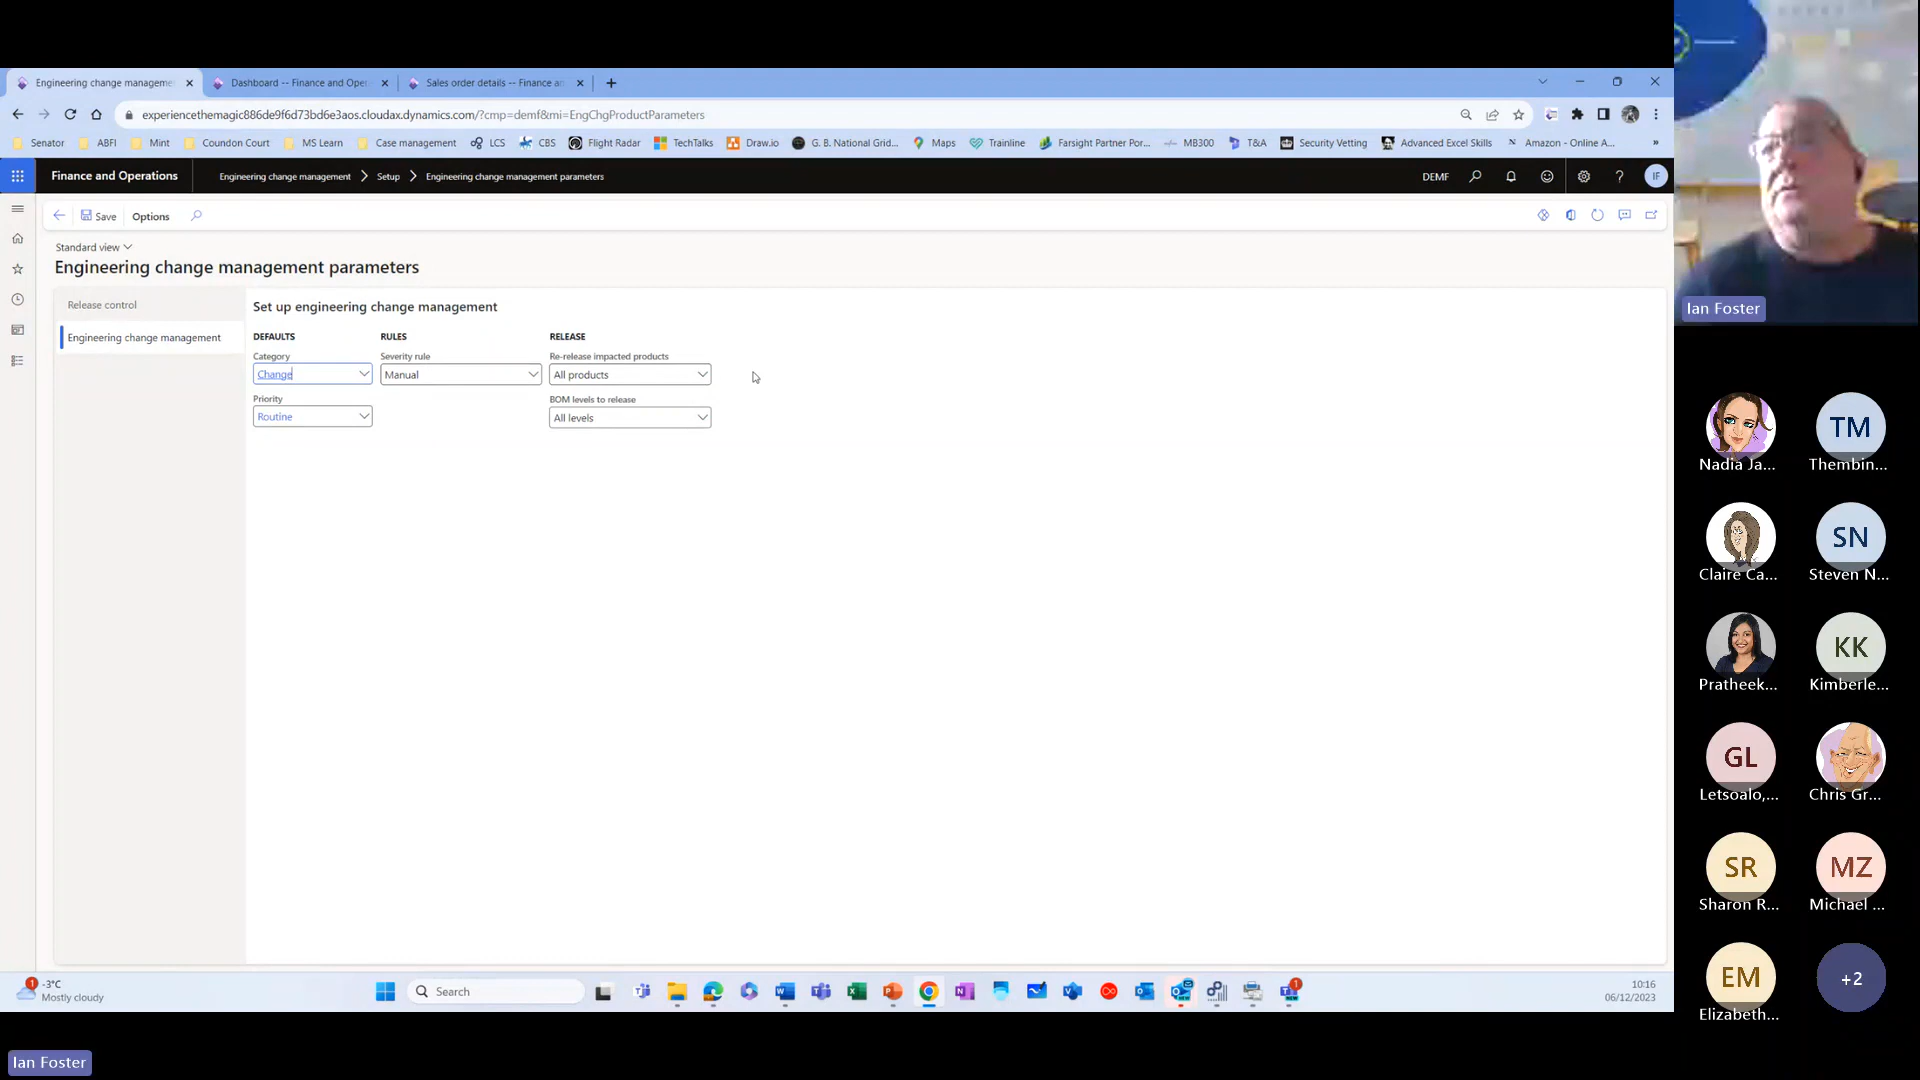 Engineering change manageme
Dashboard -- Finance and Oper
Sales order details -- Finance an
experiencethemagic886de9f6d73bd6e3aos.cloudax.dynamics.com/?cmp=demf&mi=EngChgProductParameters
Senator
ABFI
Mint
Coundon Court
MS Learn
Case management
LCS
CBS
Flight Radar
TechTalks
Draw.io
G. B. National Grid...
Maps
Trainline
Farsight Partner Por...
MB300
T&A
Security Vetting
Advanced Excel Skills
Amazon - Online A...
Finance and Operations
Engineering change management
Setup
Engineering change management parameters
DEMF
IF
Save
Options
Standard view
Engineering change management parameters
Release control
Engineering change management
Set up engineering change management
DEFAULTS
RULES
RELEASE
Category
Severity rule
Re-release impacted products
Change
Manual
All products
Priority
BOM levels to release
Routine
All levels
Ian Foster
TM
Nadia Ja...
Thembin...
SN
Claire Ca...
Steven N...
KK
Pratheek...
Kimberle...
GL
Letsoalo,...
Chris Gr...
SR
MZ
Sharon R...
Michael ...
EM
+2
Elizabeth...
1
-3°C
Mostly cloudy
Search
1
10:16
06/12/2023
Ian Foster